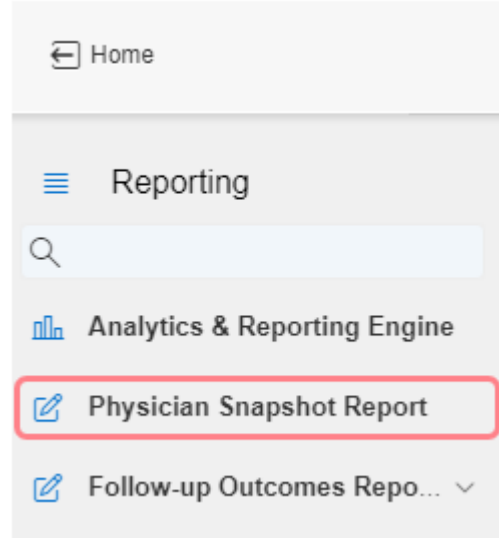 Home
Reporting
Analytics & Reporting Engine
Physician Snapshot Report
Follow-up Outcomes Repo...